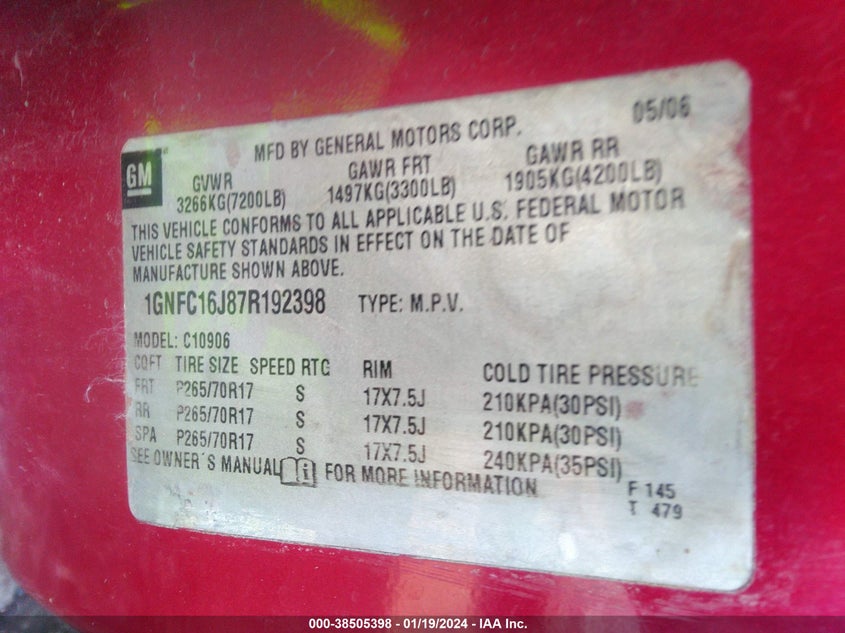 05/06
MFD BY GENERAL MOTORS CORP.
GM
GVWR GAWR FRT GAWR RR
3266KG(7200LB) 1497KG(3300LB) 1905KG(4200LB)
THIS VEHICLE CONFORMS TO ALL APPLICABLE U.S. FEDERAL MOTOR
VEHICLE SAFETY STANDARDS IN EFFECT ON THE DATE OF
MANUFACTURE SHOWN ABOVE.
1GNFC16J87R192398 TYPE: M.P.V.
MODEL: C10906
COFT TIRE SIZE SPEED RTG RIM COLD TIRE PRESSURE
FRT P265/70R17 S 17X7.5J 210KPA(30PSI)
RR P265/70R17 S 17X7.5J 210KPA(30PSI)
SPA P265/70R17 S 17X7.5J 240KPA(35PSI)
SEE OWNER'S MANUAL FOR MORE INFORMATION
F 145
T 479
000-38505398 - 01/19/2024 - IAA Inc.